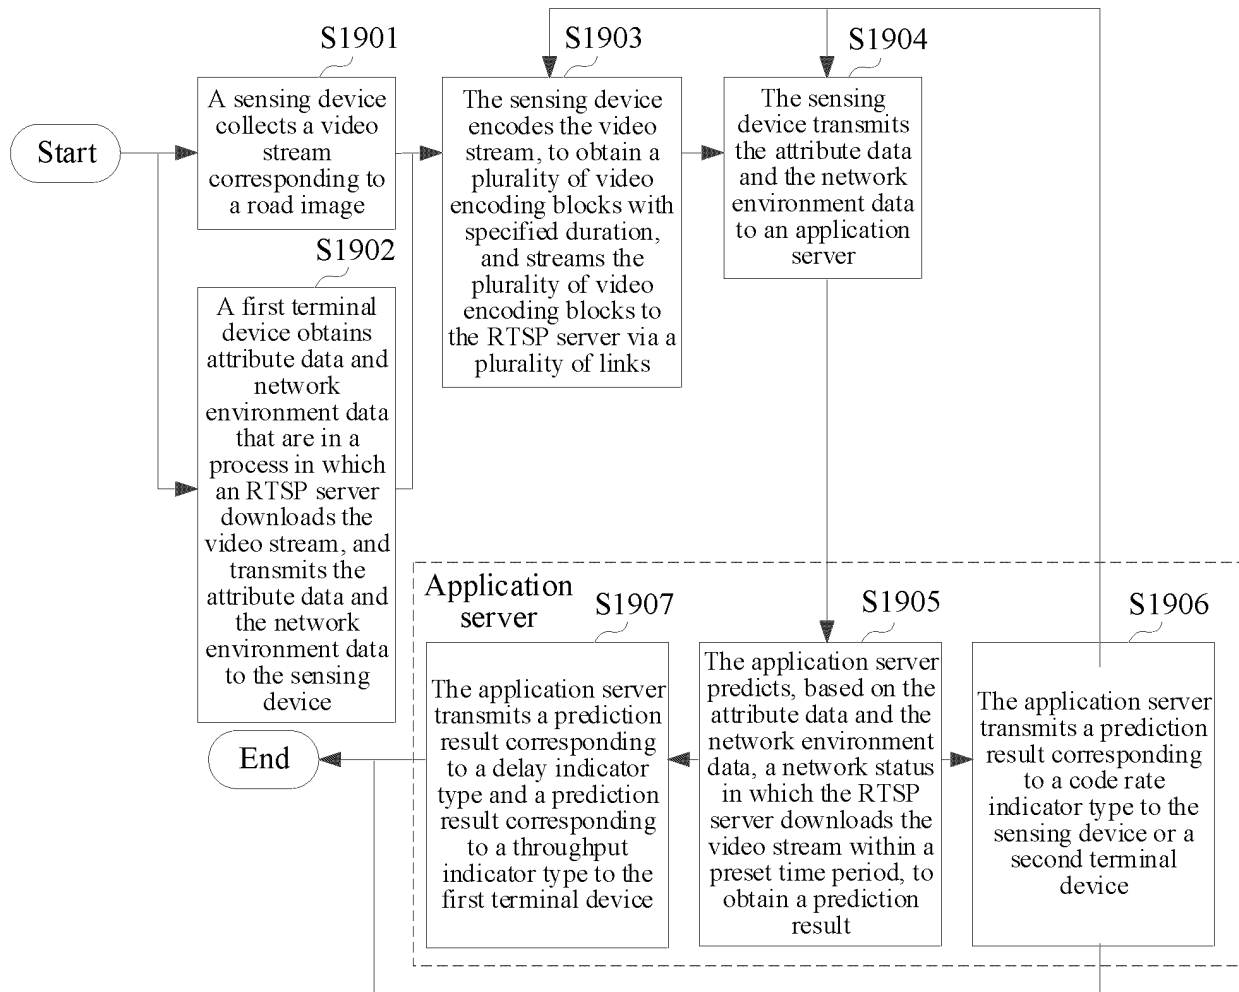 Start
S1901
A sensing device
collects a video
stream
corresponding to
a road image
S1902
A first terminal
device obtains
attribute data and
network
environment data
that are in a
process in which
an RTSP server
downloads the
video stream, and
transmits the
attribute data and
the network
environment data
to the sensing
device
S1903
The sensing device
encodes the video
stream, to obtain a
plurality of video
encoding blocks with
specified duration,
and streams the
plurality of video
encoding blocks to
the RTSP server via a
plurality of links
S1904
The sensing
device transmits
the attribute data
and the network
environment data
to an application
server
Application
server
S1905
The application server
predicts, based on the
attribute data and the
network environment
data, a network status
in which the RTSP
server downloads the
video stream within a
preset time period, to
obtain a prediction
result
S1906
The application server
transmits a prediction
result corresponding
to a code rate
indicator type to the
sensing device or a
second terminal
device
S1907
The application server
transmits a prediction
result corresponding
to a delay indicator
type and a prediction
result corresponding
to a throughput
indicator type to the
first terminal device
End